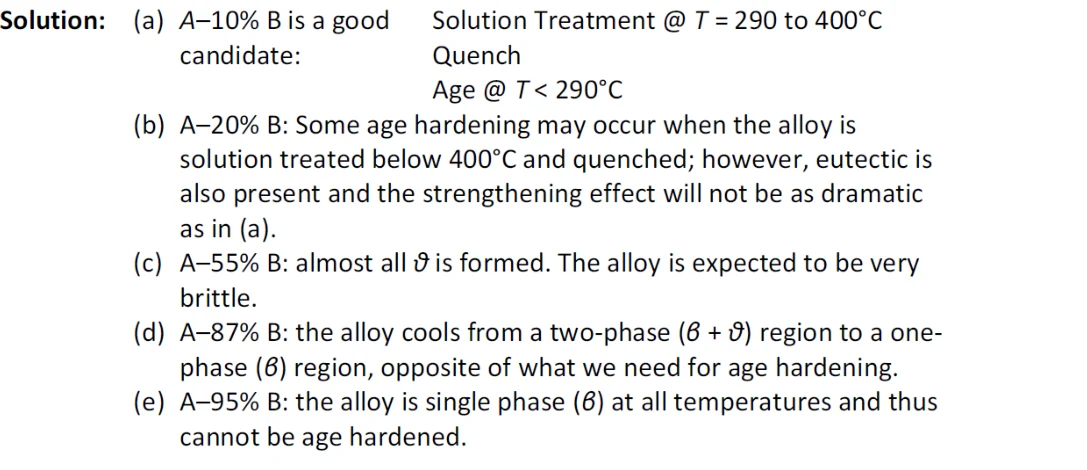 Solution: (a) A–10% B is a good candidate: Solution Treatment @ T = 290 to 400°C
Quench
Age @ T < 290°C
(b) A–20% B: Some age hardening may occur when the alloy is
solution treated below 400°C and quenched; however, eutectic is
also present and the strengthening effect will not be as dramatic
as in (a).
(c) A–55% B: almost all ϑ is formed. The alloy is expected to be very
brittle.
(d) A–87% B: the alloy cools from a two-phase (β + ϑ) region to a one-
phase (β) region, opposite of what we need for age hardening.
(e) A–95% B: the alloy is single phase (β) at all temperatures and thus
cannot be age hardened.